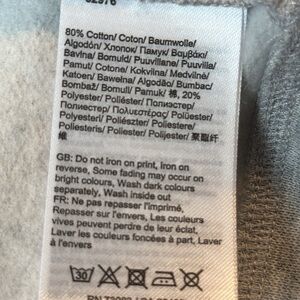 80% Cotton/ Coton/ Baumwolle/
Algodón/ Хлопок/ Памук/ Βαμβάκι/
Bavlna/ Bomuld/ Puuvillane/ Puuvilla/
Pamut/ Cotone/ Kokvilna/ Medvilnė/
Katoen/ Bawełna/ Algodão/ Bumbac/
Bombaž/ Bomull/ Pamuk/ 棉, 20%
Polyester/ Poliéster/ Полиэстер/
Полиестер/ Πολυεστέρας/ Polyester/
Polyesteri/ Poliészter/ Poliestere/
Poliesteris/ Poliester/ Polijester/ 聚酯纤
维
GB: Do not iron on print, Iron on
reverse, Some fading may occur on
bright colours, Wash dark colours
separately, Wash inside out
FR: Ne pas repasser l'imprimé,
Repasser sur l'envers, Les couleurs
vives peuvent perdre de leur éclat,
Laver les couleurs foncées à part, Laver
à l'envers
30